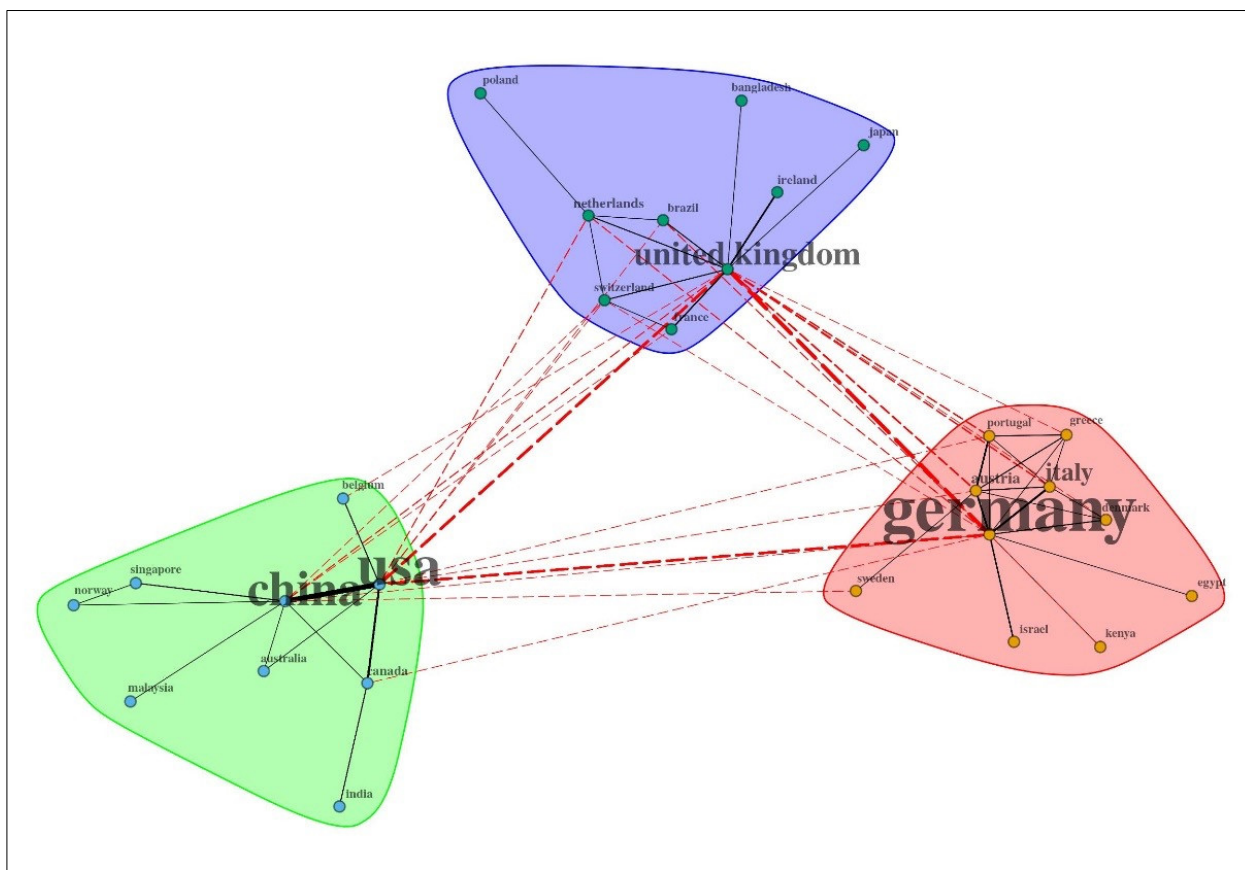 poland
bangladesh
japan
ireland
netherlands
brazil
united kingdom
switzerland
france
portugal
greece
austria
italy
germany
denmark
sweden
egypt
israel
kenya
belgium
usa
china
singapore
norway
australia
canada
malaysia
india